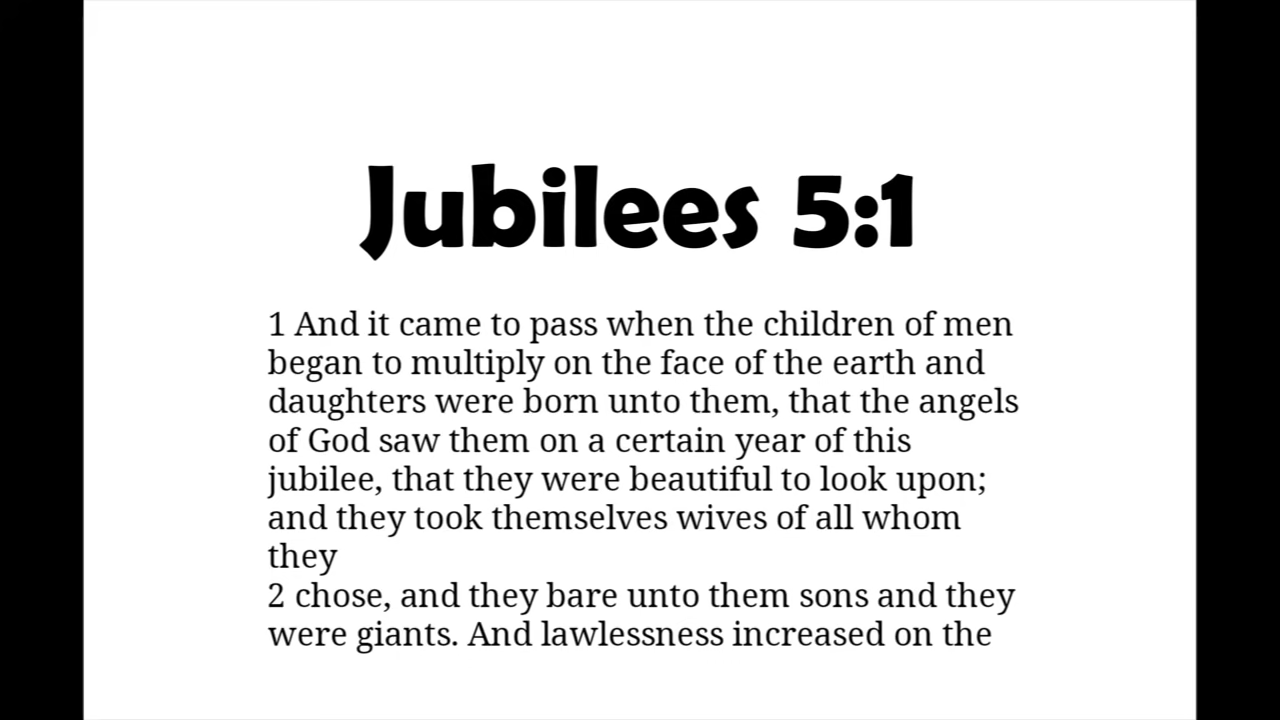 Jubilees 5:1
1 And it came to pass when the children of men
began to multiply on the face of the earth and
daughters were born unto them, that the angels
of God saw them on a certain year of this
jubilee, that they were beautiful to look upon;
and they took themselves wives of all whom
they
2 chose, and they bare unto them sons and they
were giants. And lawlessness increased on the